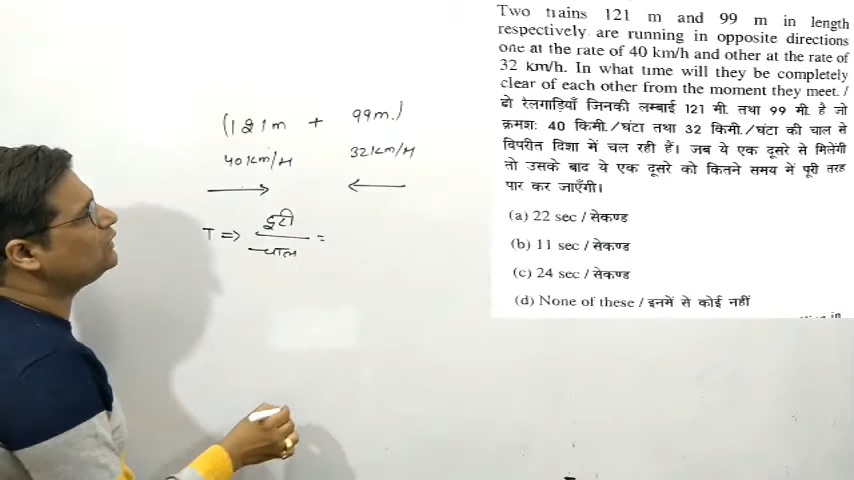 Two trains 121 m and 99 m in length
respectively are running in opposite directions
one at the rate of 40 km/h and other at the rate of
32 km/h. In what time will they be completely
clear of each other from the moment they meet. /
दो रेलगाड़ियाँ जिनकी लम्बाई 121 मी. तथा 99 मी. है जो
क्रमशः 40 किमी./घंटा तथा 32 किमी./घंटा की चाल से
विपरीत दिशा में चल रही हैं। जब ये एक दूसरे से मिलेंगी
तो उसके बाद ये एक दूसरे को कितने समय में पूरी तरह
पार कर जाएँगी।
(a) 22 sec / सेकण्ड
(b) 11 sec / सेकण्ड
(c) 24 sec / सेकण्ड
(d) None of these / इनमें से कोई नहीं
(121m + 99m.)
40km/H 32km/H
T => दूरी
चाल =